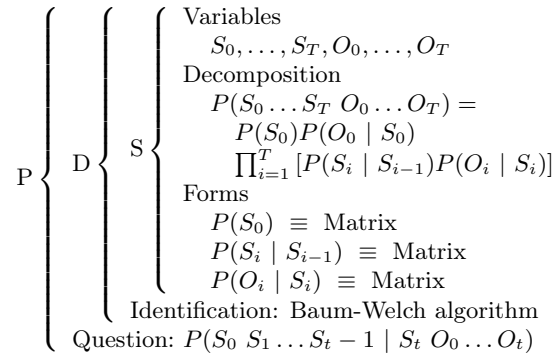 Variables
S_0, …, S_T, O_0, …, O_T
Decomposition
P(S_0 … S_T O_0 … O_T) =
P(S_0)P(O_0 | S_0)
∏_{i=1}^{T} [P(S_i | S_{i−1})P(O_i | S_i)]
P D S
Forms
P(S_0) ≡ Matrix
P(S_i | S_{i−1}) ≡ Matrix
P(O_i | S_i) ≡ Matrix
Identification: Baum-Welch algorithm
Question: P(S_0 S_1 … S_t − 1 | S_t O_0 … O_t)